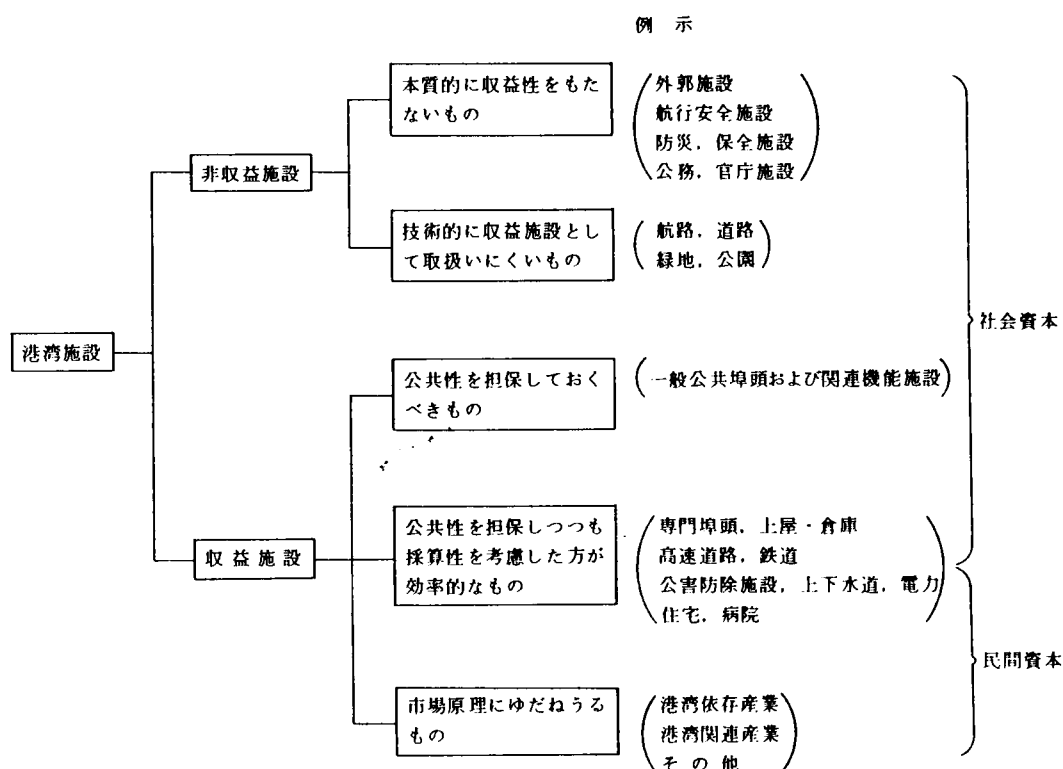 例 示
本質的に収益性をもた
ないもの
外郭施設
航行安全施設
防災，保全施設
公務，官庁施設
非収益施設
技術的に収益施設とし
て取扱いにくいもの
航路，道路
緑地，公園
社会資本
港湾施設
公共性を担保しておく
べきもの
一般公共埠頭および関連機能施設
公共性を担保しつつも
採算性を考慮した方が
効率的なもの
専門埠頭，上屋・倉庫
高速道路，鉄道
公害防除施設，上下水道，電力
住宅，病院
収益施設
民間資本
市場原理にゆだねうる
もの
港湾依存産業
港湾関連産業
その他